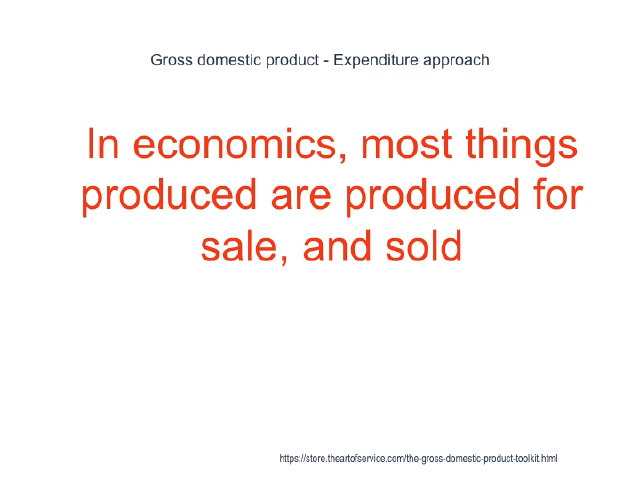 Gross domestic product - Expenditure approach
In economics, most things
produced are produced for
sale, and sold
https://store.theartofservice.com/the-gross-domestic-product-toolkit.html